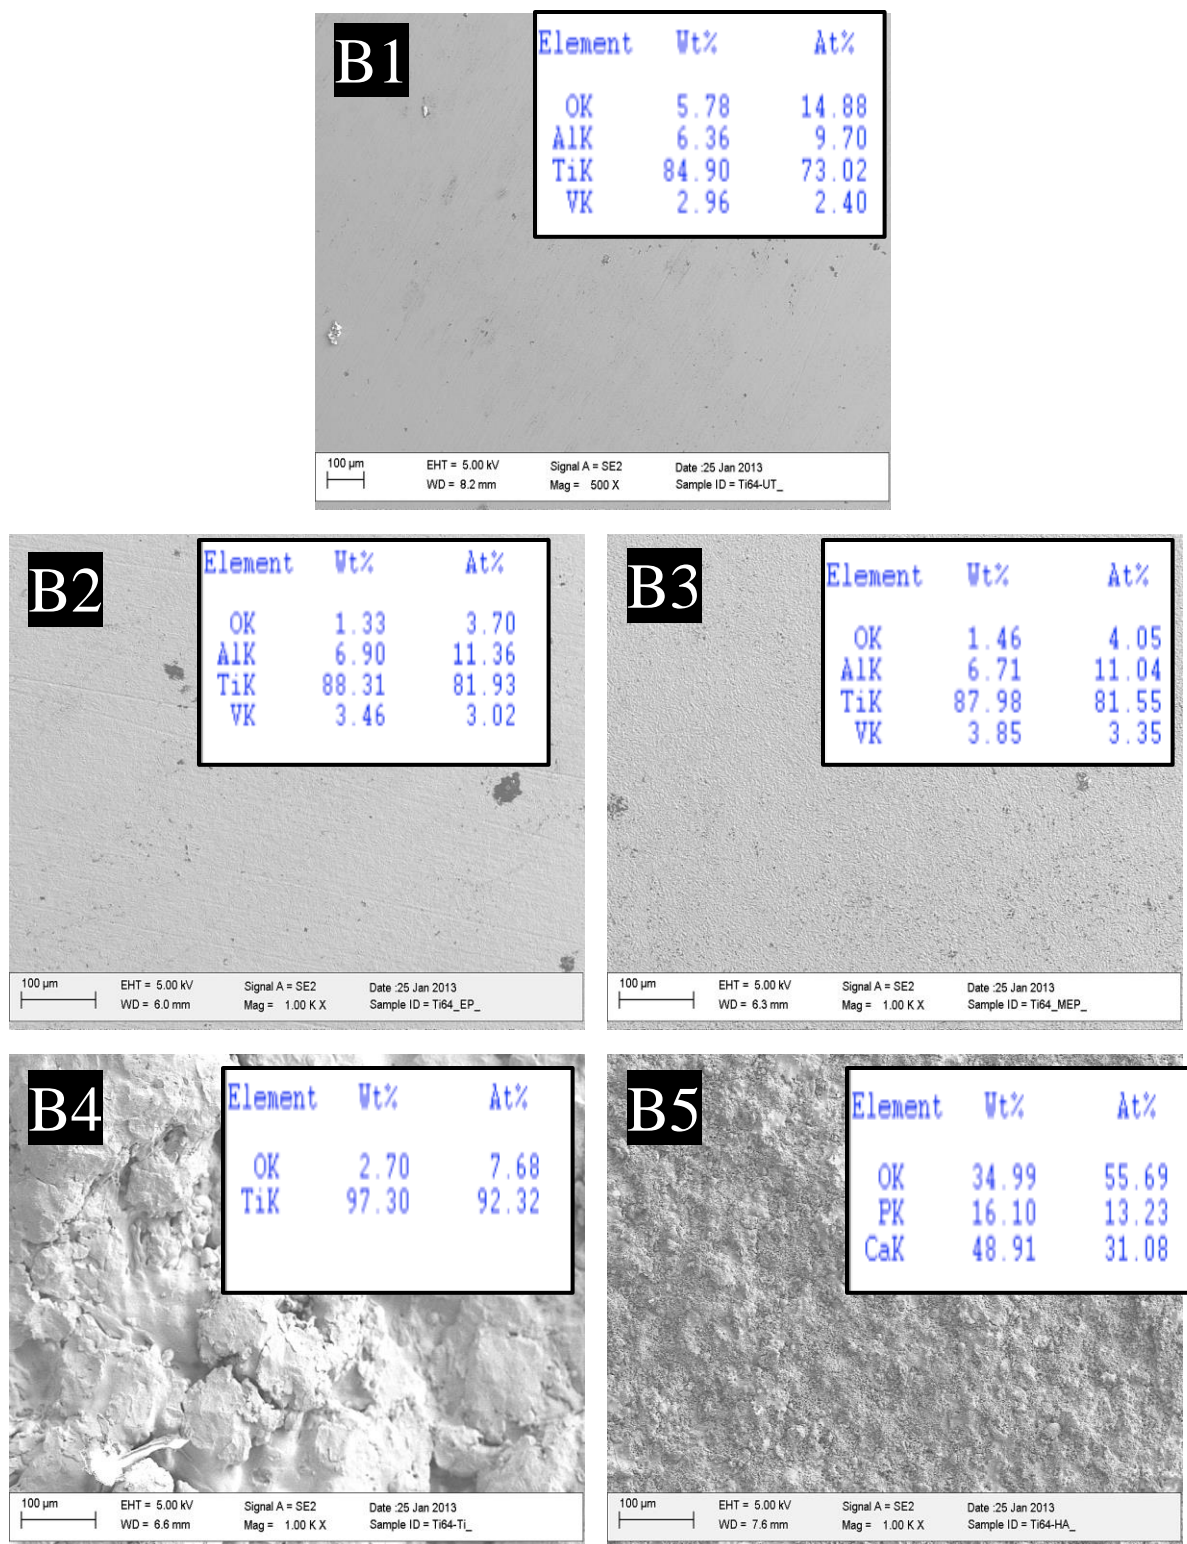 B1
Element Wt% At%
OK 5.78 14.88
AlK 6.36 9.70
TiK 84.90 73.02
VK 2.96 2.40
100 µm EHT = 5.00 kV Signal A = SE2 Date :25 Jan 2013
WD = 8.2 mm Mag = 500 X Sample ID = Ti64-UT_
B2
Element Wt% At%
OK 1.33 3.70
AlK 6.90 11.36
TiK 88.31 81.93
VK 3.46 3.02
100 µm EHT = 5.00 kV Signal A = SE2 Date :25 Jan 2013
WD = 6.0 mm Mag = 1.00 K X Sample ID = Ti64_EP_
B3
Element Wt% At%
OK 1.46 4.05
AlK 6.71 11.04
TiK 87.98 81.55
VK 3.85 3.35
100 µm EHT = 5.00 kV Signal A = SE2 Date :25 Jan 2013
WD = 6.3 mm Mag = 1.00 K X Sample ID = Ti64_MEP_
B4
Element Wt% At%
OK 2.70 7.68
TiK 97.30 92.32
100 µm EHT = 5.00 kV Signal A = SE2 Date :25 Jan 2013
WD = 6.6 mm Mag = 1.00 K X Sample ID = Ti64-Ti_
B5
Element Wt% At%
OK 34.99 55.69
PK 16.10 13.23
CaK 48.91 31.08
100 µm EHT = 5.00 kV Signal A = SE2 Date :25 Jan 2013
WD = 7.6 mm Mag = 1.00 K X Sample ID = Ti64-HA_